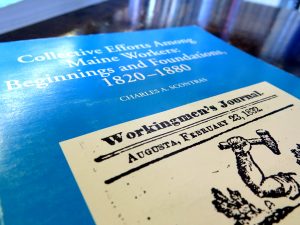 Collective Efforts Among
Maine Workers:
Beginnings and Foundations,
1820-1880
CHARLES A. SCONTRAS
Workingmen's Journal.
AUGUSTA, FEBRUARY 23, 1832.